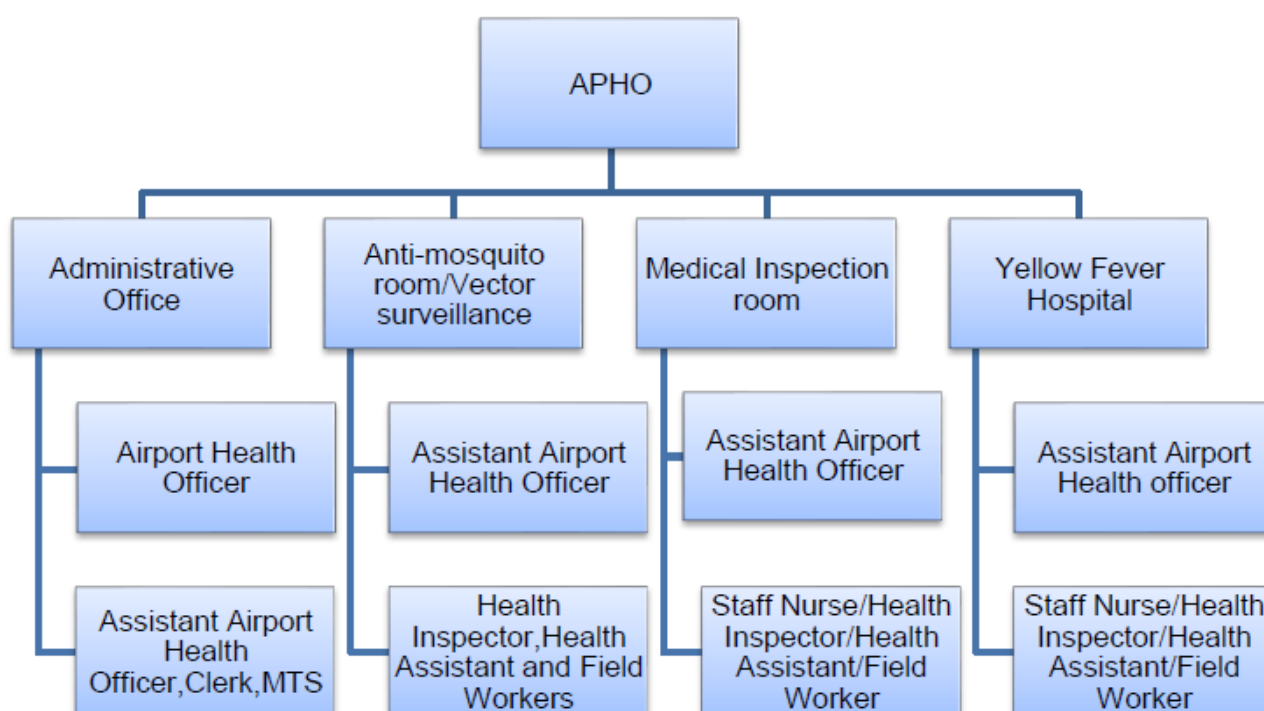 APHO
Administrative
Office
Anti-mosquito
room/Vector
surveillance
Medical Inspection
room
Yellow Fever
Hospital
Airport Health
Officer
Assistant Airport
Health Officer
Assistant Airport
Health Officer
Assistant Airport
Health officer
Assistant Airport
Health
Officer,Clerk,MTS
Health
Inspector,Health
Assistant and Field
Workers
Staff Nurse/Health
Inspector/Health
Assistant/Field
Worker
Staff Nurse/Health
Inspector/Health
Assistant/Field
Worker